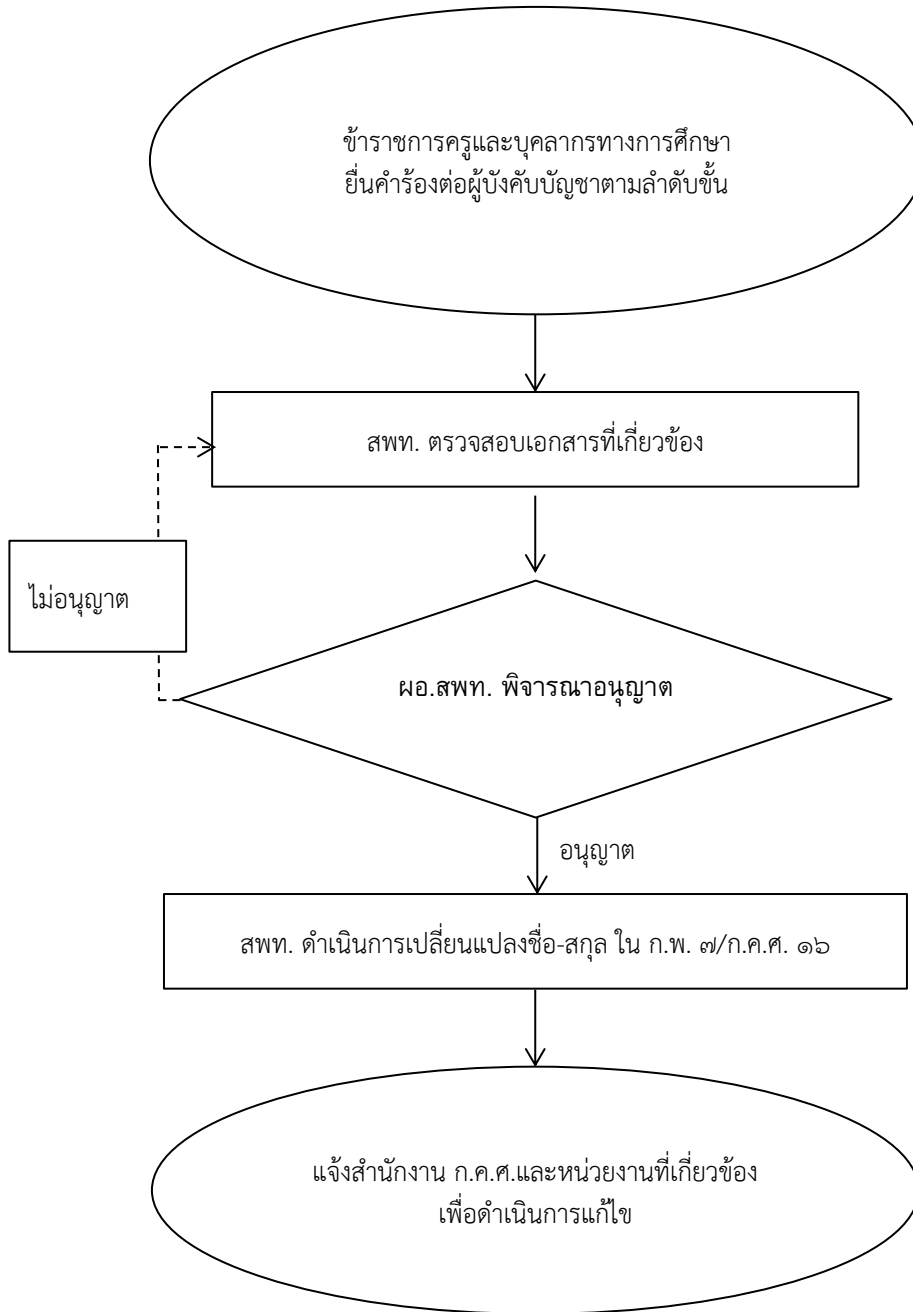 ข้าราชการครูและบุคลากรทางการศึกษา
ยื่นคำร้องต่อผู้บังคับบัญชาตามลำดับขั้น
สพท. ตรวจสอบเอกสารที่เกี่ยวข้อง
ไม่อนุญาต
ผอ.สพท. พิจารณาอนุญาต
อนุญาต
สพท. ดำเนินการเปลี่ยนแปลงชื่อ-สกุล ใน ก.พ. ๗/ก.ค.ศ. ๑๖
แจ้งสำนักงาน ก.ค.ศ.และหน่วยงานที่เกี่ยวข้อง
เพื่อดำเนินการแก้ไข